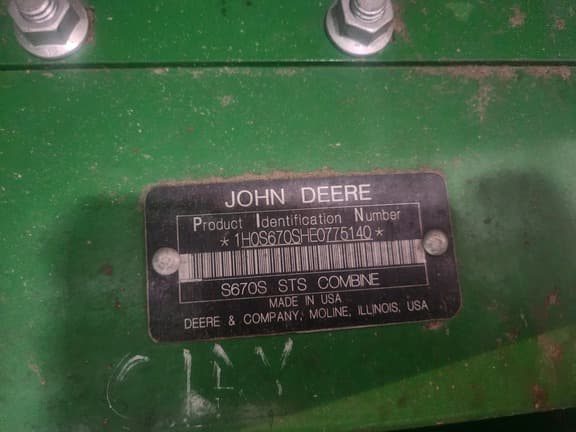 JOHN DEERE
Product Identification Number
*1H0S670SHE0775140*
S670S STS COMBINE
MADE IN USA
DEERE & COMPANY, MOLINE, ILLINOIS, USA